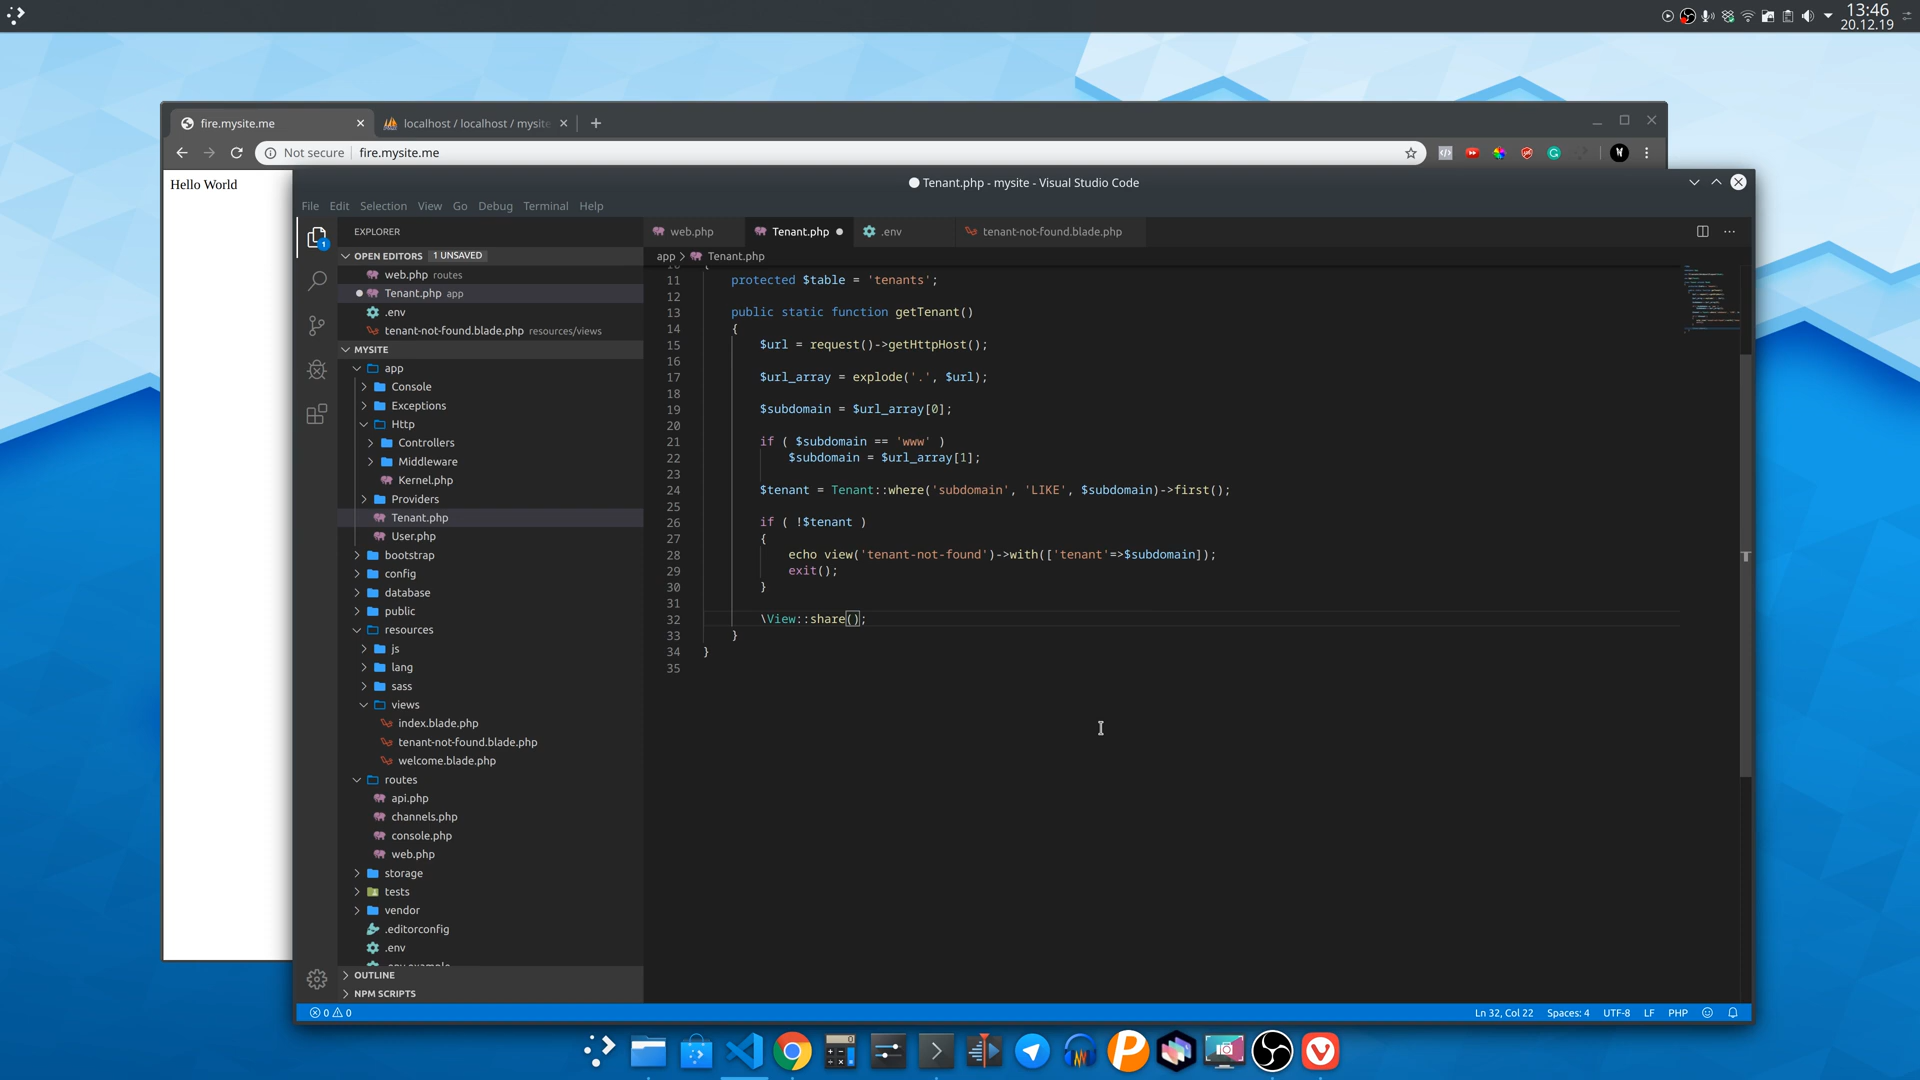 13:46
20.12.19
fire.mysite.me
localhost / localhost / mysite
Not secure
fire.mysite.me
Hello World
Tenant.php - mysite - Visual Studio Code
File Edit Selection View Go Debug Terminal Help
EXPLORER
OPEN EDITORS 1 UNSAVED
web.php routes
Tenant.php app
.env
tenant-not-found.blade.php resources/views
MYSITE
app
Console
Exceptions
Http
Controllers
Middleware
Kernel.php
Providers
Tenant.php
User.php
bootstrap
config
database
public
resources
js
lang
sass
views
index.blade.php
tenant-not-found.blade.php
welcome.blade.php
routes
api.php
channels.php
console.php
web.php
storage
tests
vendor
.editorconfig
.env
.env.example
OUTLINE
NPM SCRIPTS
web.php
Tenant.php
.env
tenant-not-found.blade.php
app > Tenant.php
10 {
11 protected $table = 'tenants';
12
13 public static function getTenant()
14 {
15 $url = request()->getHttpHost();
16
17 $url_array = explode('.', $url);
18
19 $subdomain = $url_array[0];
20
21 if ( $subdomain == 'www' )
22 $subdomain = $url_array[1];
23
24 $tenant = Tenant::where('subdomain', 'LIKE', $subdomain)->first();
25
26 if ( !$tenant )
27 {
28 echo view('tenant-not-found')->with(['tenant'=>$subdomain]);
29 exit();
30 }
31
32 \View::share();
33 }
34 }
35
0 0
Ln 32, Col 22 Spaces: 4 UTF-8 LF PHP